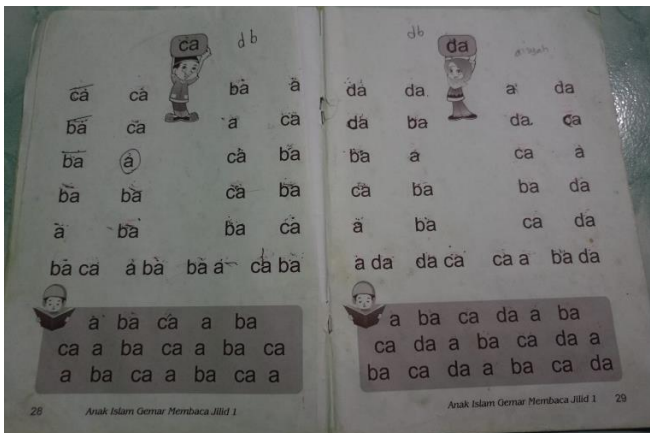 ca
db
ca ca ba a
ba ca a ca
ba a ca ba
ba ba ca ba
a ba ba ca
ba ca a ba ba a ca ba
a ba ca a ba
ca a ba ca a ba ca
a ba ca a ba ca a
28 Anak Islam Gemar Membaca Jilid 1
db
da
da da a da
da ba da ca
ba a ca a
ca ba ba da
a ba ca da
a da da ca ca a ba da
a ba ca da a ba
ca da a ba ca da a
ba ca da a ba ca da
Anak Islam Gemar Membaca Jilid 1 29